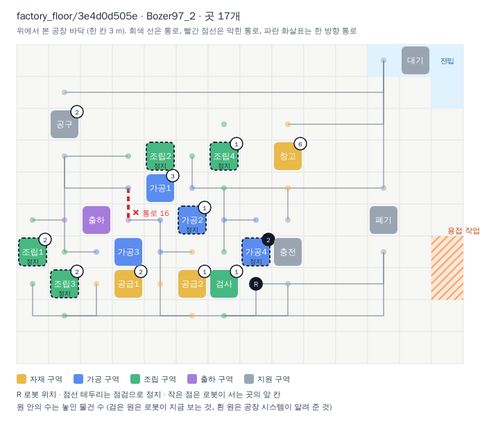 factory_floor/3e4d0d505e · Bozer97_2 · 곳 17개
위에서 본 공장 바닥 (한 칸 3 m). 회색 선은 통로, 빨간 점선은 막힌 통로, 파란 화살표는 한 방향 통로
대기
전립
공구
2
조립2
정지
조립4
정지
1
창고
6
가공1
3
출하
✕ 통로 16
가공2
정지
1
폐기
용접 작업
조립1
정지
2
가공3
가공4
정지
2
충전
조립3
정지
2
공급1
2
공급2
1
검사
1
R
자재 구역
가공 구역
조립 구역
출하 구역
지원 구역
R 로봇 위치 · 점선 테두리는 점검으로 정지 · 작은 점은 로봇이 서는 곳의 앞 칸
원 안의 수는 놓인 물건 수 (검은 원은 로봇이 지금 보는 것, 흰 원은 공장 시스템이 알려 준 것)